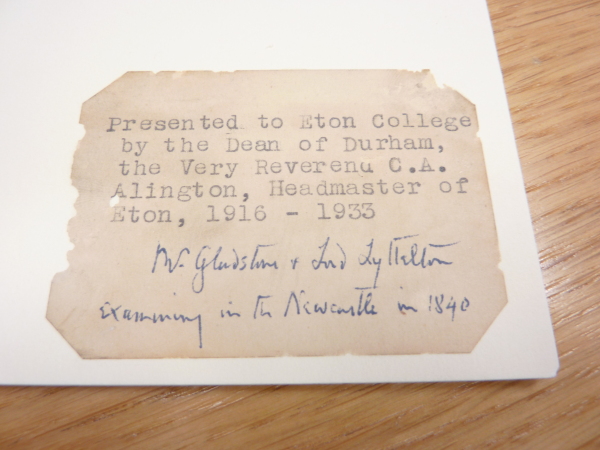 Presented to Eton College
by the Dean of Durham,
the Very Reverend C.A.
Alington, Headmaster of
Eton, 1916 - 1933
Mr Gladstone & Lord Lyttelton
examining in the Newcastle in 1840